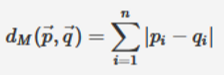 $d_M(\vec{p}, \vec{q}) = \sum_{i=1}^{n} |p_i - q_i|$